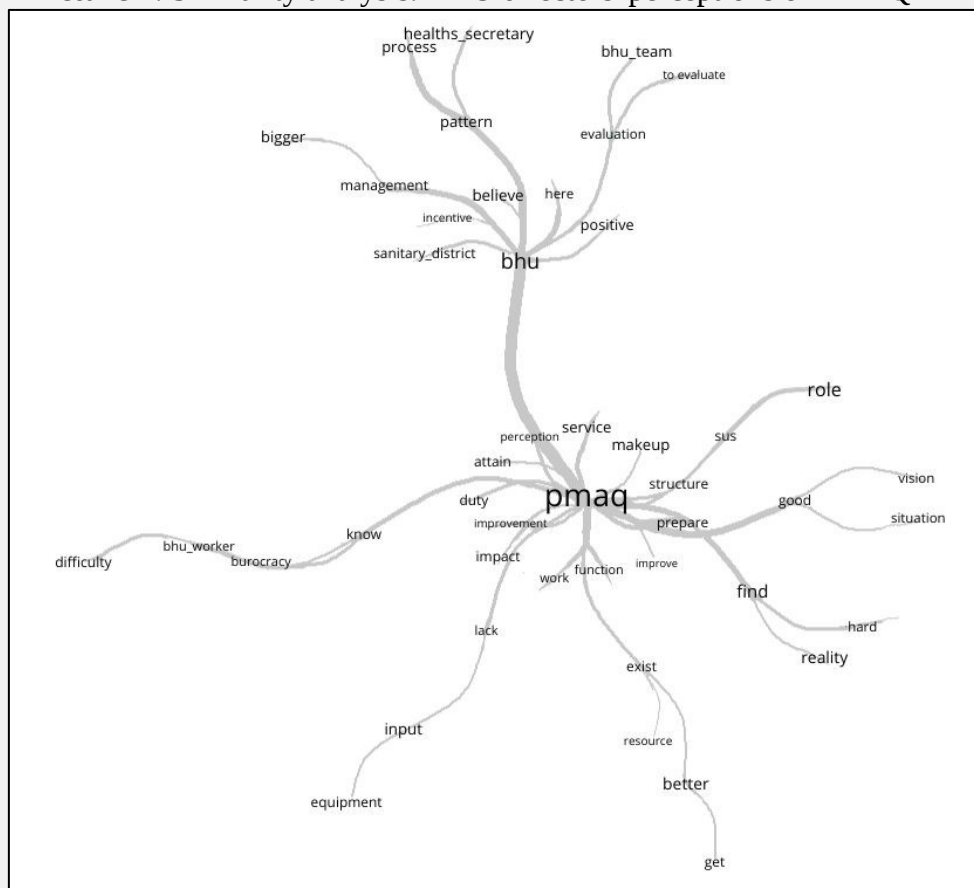 healths_secretary
process
bhu_team
to evaluate
pattern
evaluation
bigger
management
believe
here
incentive
positive
sanitary_district
bhu
role
service
perception
makeup
sus
attain
structure
vision
pmaq
good
duty
situation
improvement
prepare
know
bhu_worker
impact
improve
difficulty
burocracy
work
function
find
lack
hard
reality
exist
input
resource
better
equipment
get